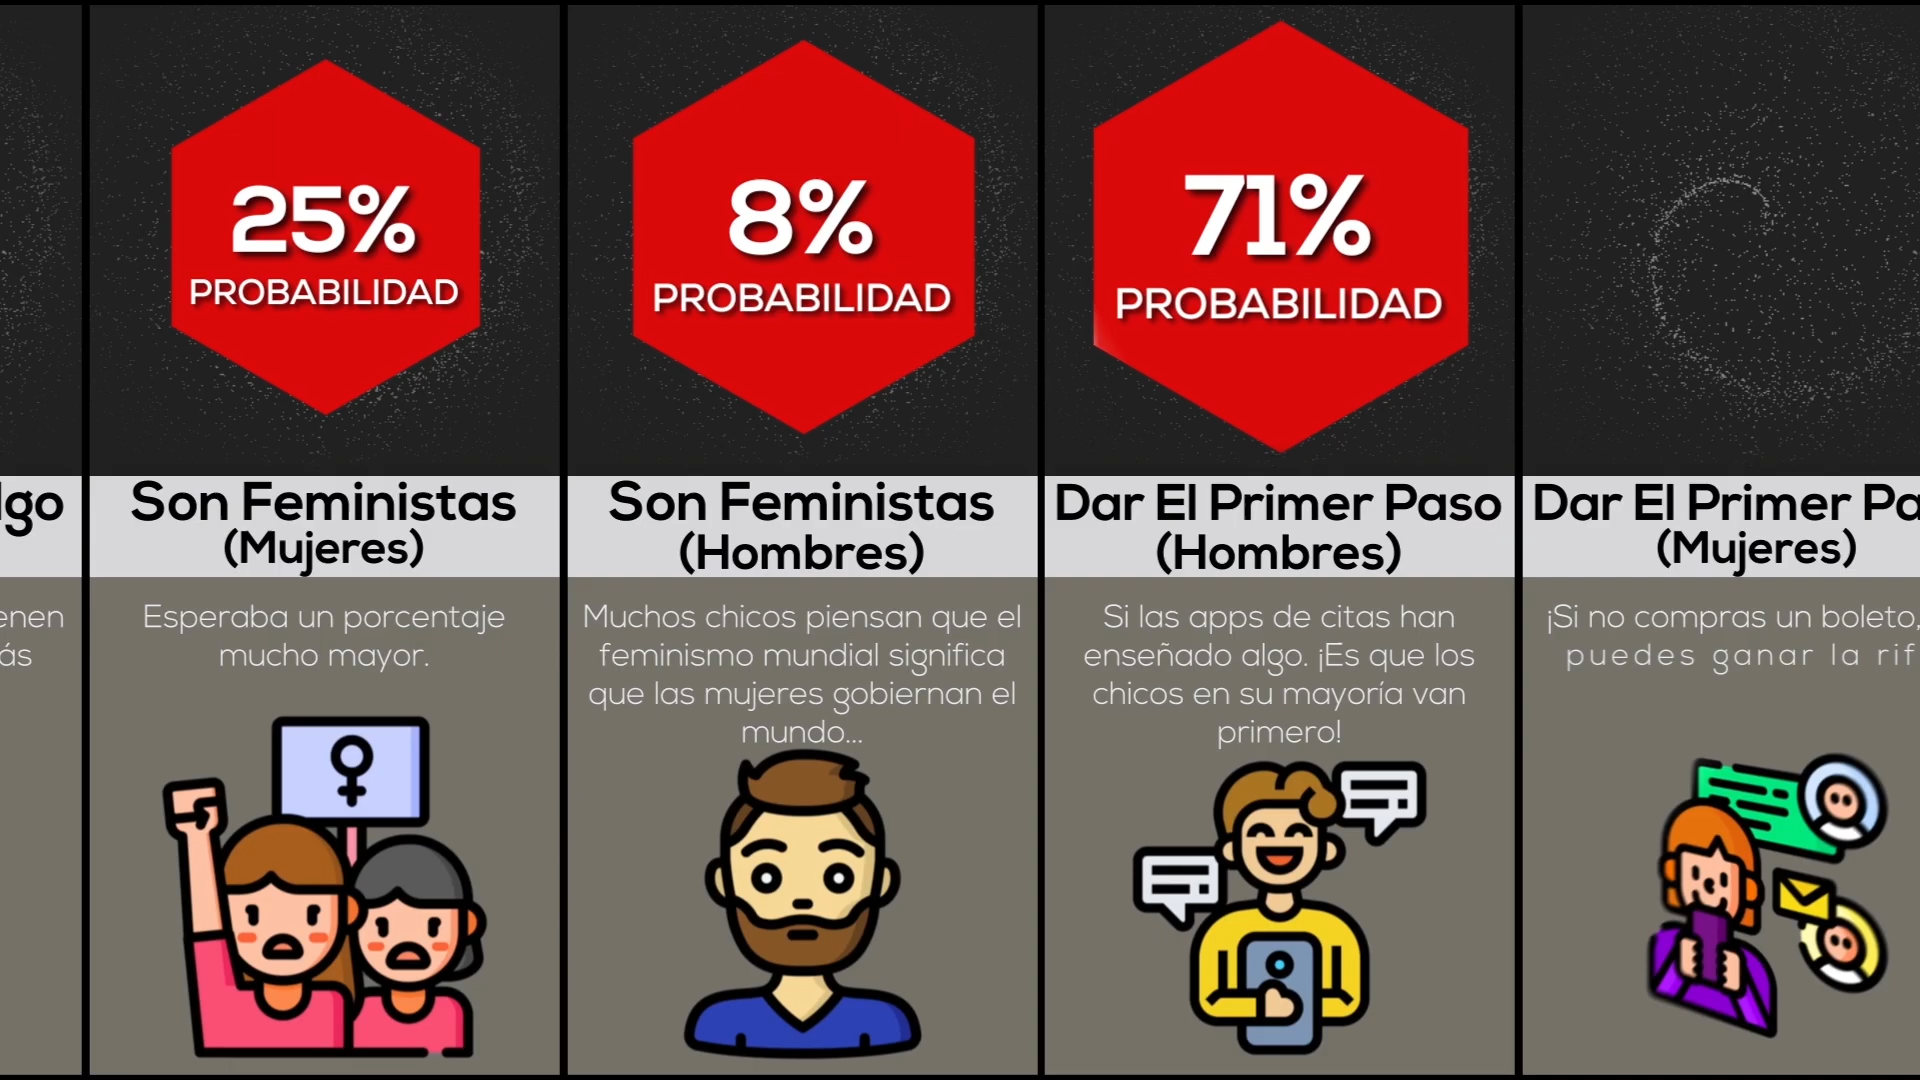 lgo
enen
ás
25%
PROBABILIDAD
Son Feministas
(Mujeres)
Esperaba un porcentaje
mucho mayor.
8%
PROBABILIDAD
Son Feministas
(Hombres)
Muchos chicos piensan que el
feminismo mundial significa
que las mujeres gobiernan el
mundo...
71%
PROBABILIDAD
Dar El Primer Paso
(Hombres)
Si las apps de citas han
enseñado algo. ¡Es que los
chicos en su mayoría van
primero!
Dar El Primer Pa
(Mujeres)
¡Si no compras un boleto,
puedes ganar la rif